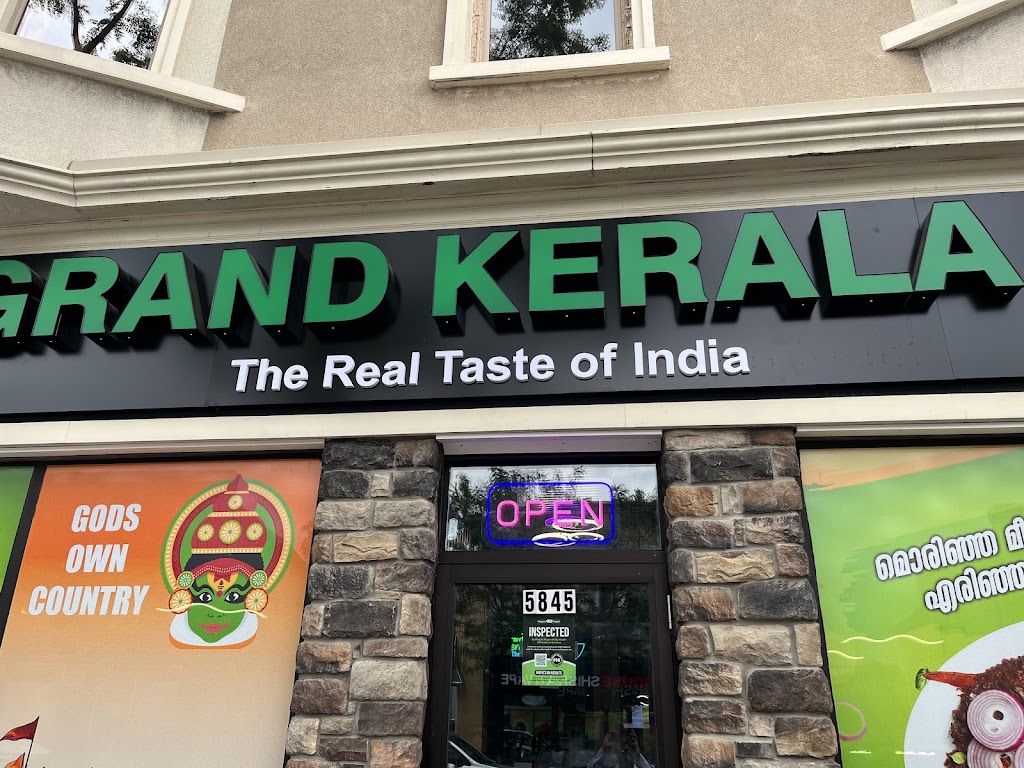 GRAND KERALA
The Real Taste of India
GODS
OWN
COUNTRY
OPEN
5845
INSPECTED
മൊരിഞ്ഞ